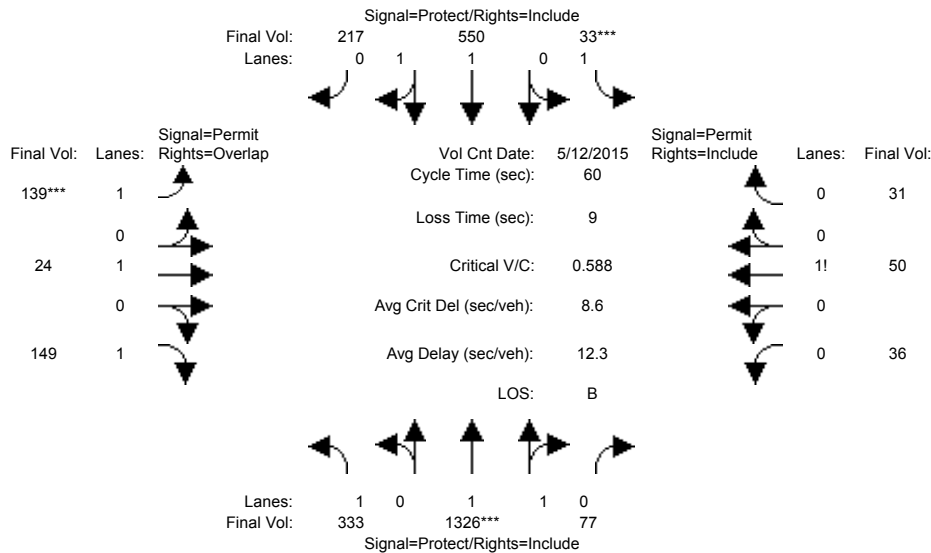 Signal=Protect/Rights=Include
Final Vol: 217 550 33***
Lanes: 0 1 1 0 1
Signal=Permit
Final Vol: Lanes: Rights=Overlap
Vol Cnt Date: 5/12/2015
Signal=Permit
Rights=Include Lanes: Final Vol:
Cycle Time (sec): 60
139*** 1
0 31
Loss Time (sec): 9
0
0
24 1
Critical V/C: 0.588
1! 50
0
Avg Crit Del (sec/veh): 8.6
0
149 1
Avg Delay (sec/veh): 12.3
0 36
LOS: B
Lanes: 1 0 1 1 0
Final Vol: 333 1326*** 77
Signal=Protect/Rights=Include